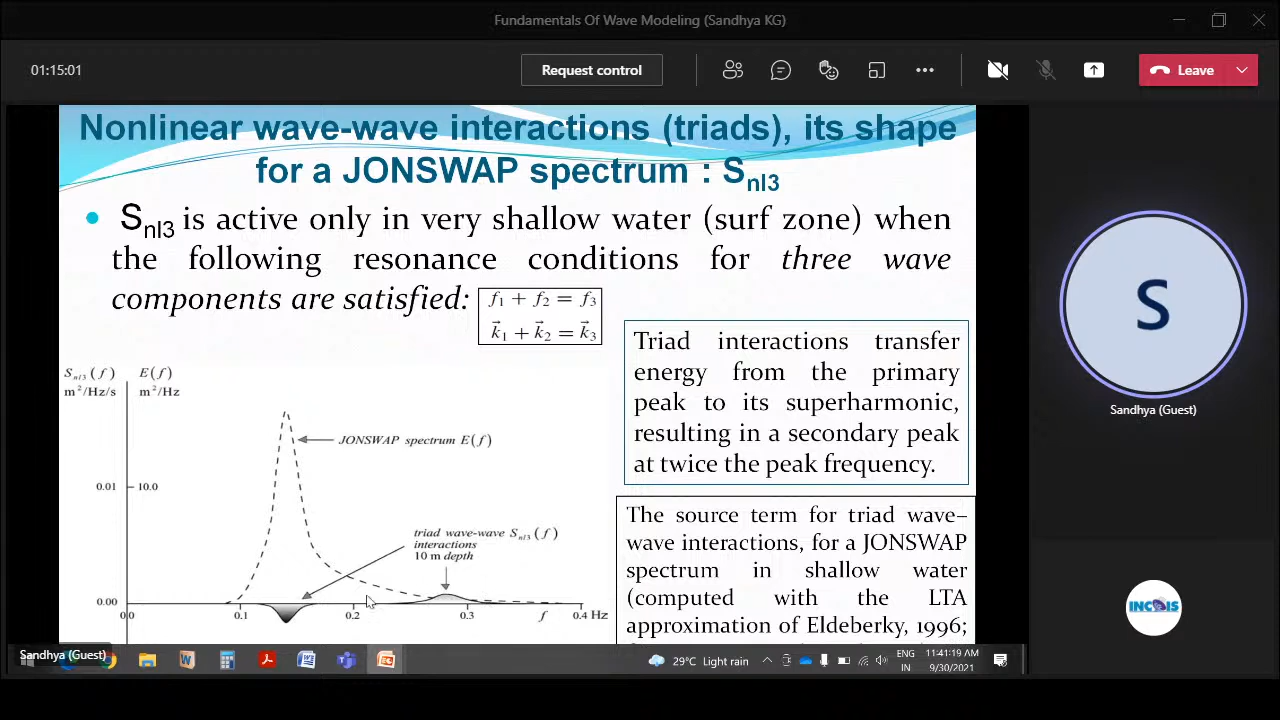 Fundamentals Of Wave Modeling (Sandhya KG)
01:15:01
Request control
Leave
Nonlinear wave-wave interactions (triads), its shape
for a JONSWAP spectrum : Snl3
• Snl3 is active only in very shallow water (surf zone) when
the following resonance conditions for three wave
components are satisfied:
f1 + f2 = f3
k⃗1 + k⃗2 = k⃗3
Triad interactions transfer
energy from the primary
peak to its superharmonic,
resulting in a secondary peak
at twice the peak frequency.
Snl3(f) E(f)
m²/Hz/s m²/Hz
JONSWAP spectrum E(f)
0.01 10.0
triad wave-wave Snl3(f)
interactions
10 m depth
0.00
0.0 0.1 0.2 0.3 f 0.4 Hz
The source term for triad wave–
wave interactions, for a JONSWAP
spectrum in shallow water
(computed with the LTA
approximation of Eldeberky, 1996;
S
Sandhya (Guest)
INCOIS
Sandhya (Guest)
29°C Light rain
ENG
IN
11:41:19 AM
9/30/2021